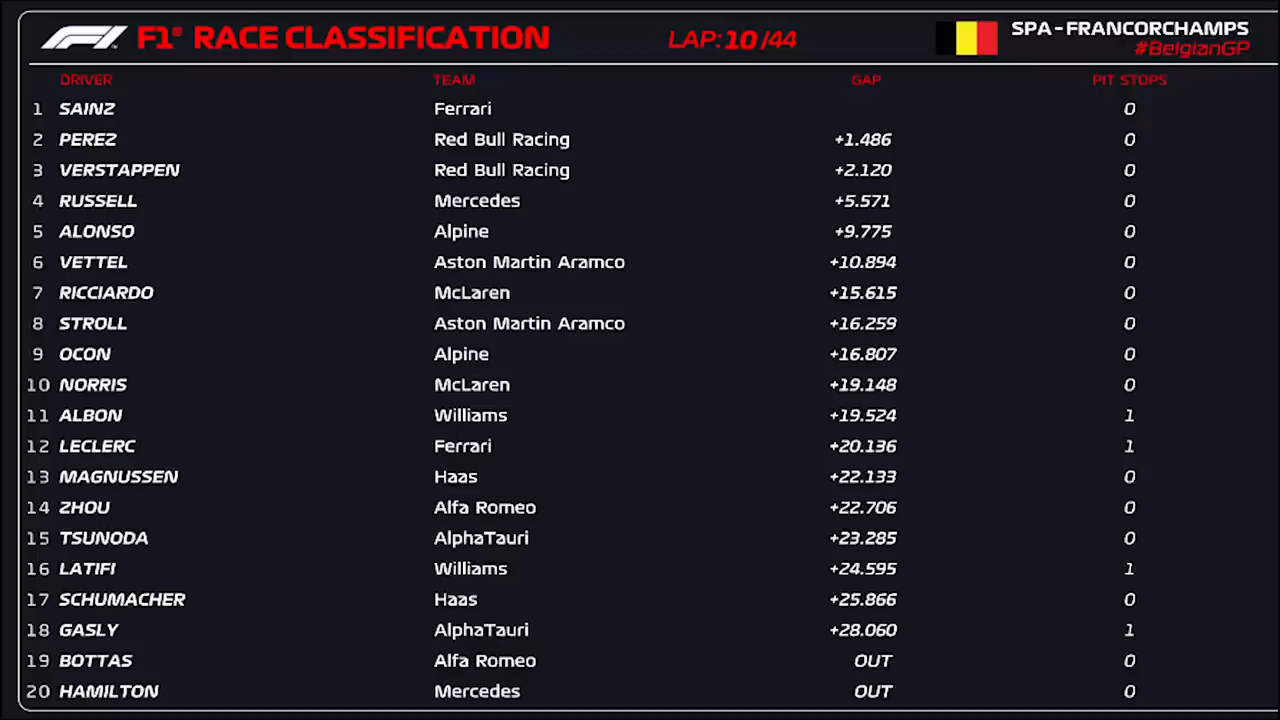 F1 F1® RACE CLASSIFICATION LAP: 10/44 SPA-FRANCORCHAMPS
#BelgianGP
DRIVER TEAM GAP PIT STOPS
1 SAINZ Ferrari 0
2 PEREZ Red Bull Racing +1.486 0
3 VERSTAPPEN Red Bull Racing +2.120 0
4 RUSSELL Mercedes +5.571 0
5 ALONSO Alpine +9.775 0
6 VETTEL Aston Martin Aramco +10.894 0
7 RICCIARDO McLaren +15.615 0
8 STROLL Aston Martin Aramco +16.259 0
9 OCON Alpine +16.807 0
10 NORRIS McLaren +19.148 0
11 ALBON Williams +19.524 1
12 LECLERC Ferrari +20.136 1
13 MAGNUSSEN Haas +22.133 0
14 ZHOU Alfa Romeo +22.706 0
15 TSUNODA AlphaTauri +23.285 0
16 LATIFI Williams +24.595 1
17 SCHUMACHER Haas +25.866 0
18 GASLY AlphaTauri +28.060 1
19 BOTTAS Alfa Romeo OUT 0
20 HAMILTON Mercedes OUT 0